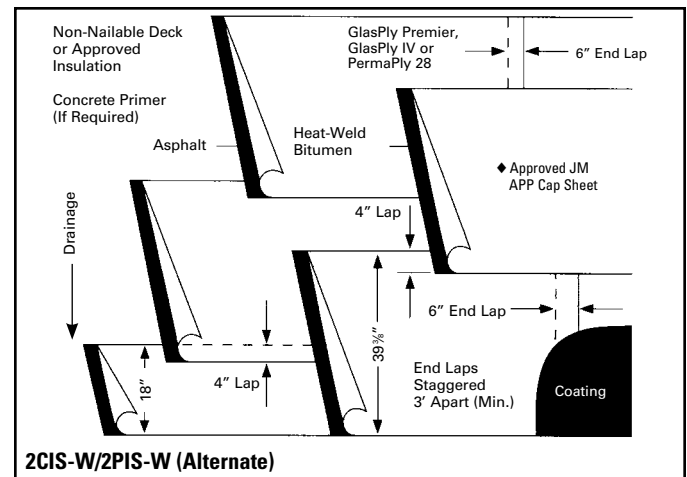 Non-Nailable Deck
or Approved
Insulation
Concrete Primer
(If Required)
GlasPly Premier,
GlasPly IV or
PermaPly 28
6" End Lap
Asphalt
Heat-Weld
Bitumen
♦ Approved JM
APP Cap Sheet
Drainage
4" Lap
6" End Lap
39⅜"
18"
4" Lap
End Laps
Staggered
3' Apart (Min.)
Coating
2CIS-W/2PIS-W (Alternate)